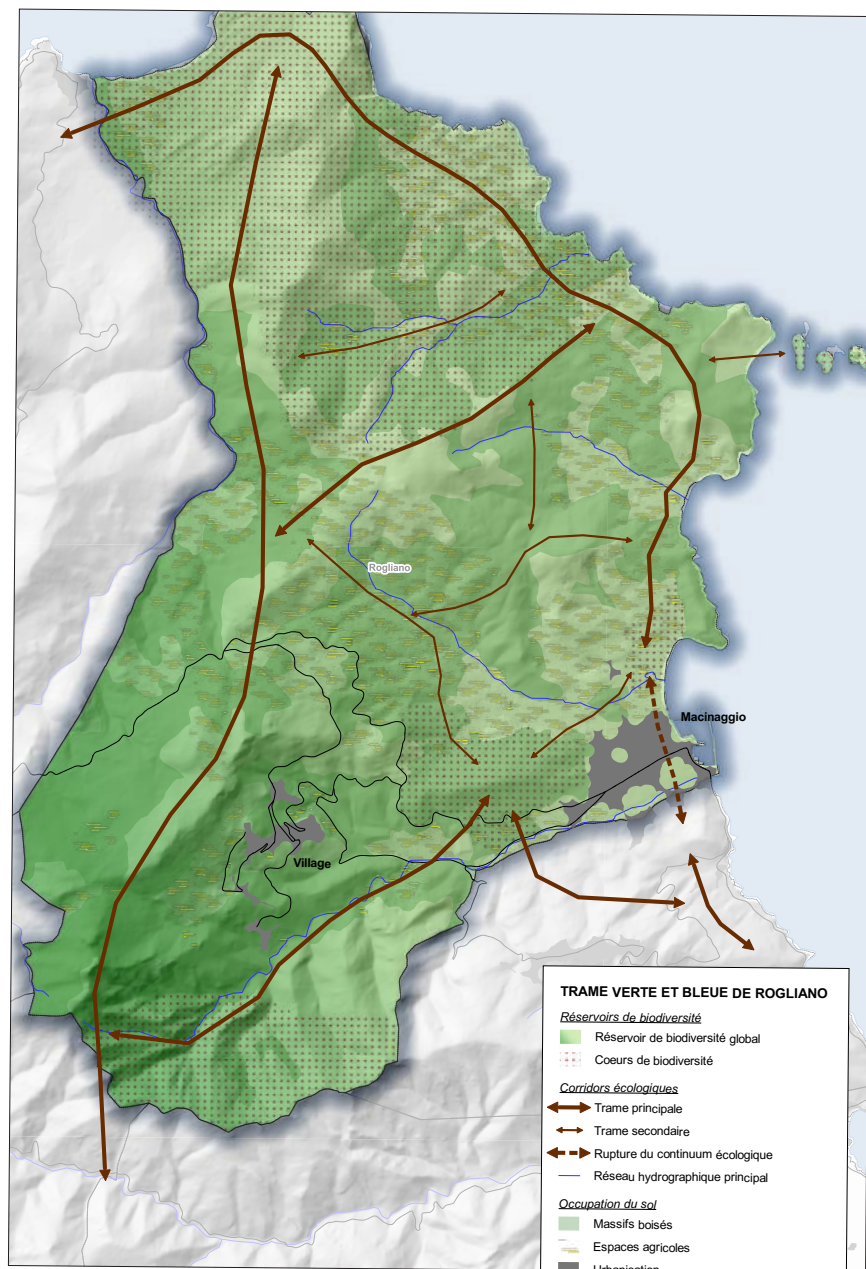 Rogliano
Macinaggio
Village
TRAME VERTE ET BLEUE DE ROGLIANO
Réservoirs de biodiversité
Réservoir de biodiversité global
Coeurs de biodiversité
Corridors écologiques
Trame principale
Trame secondaire
Rupture du continuum écologique
Réseau hydrographique principal
Occupation du sol
Massifs boisés
Espaces agricoles
Urbanisation